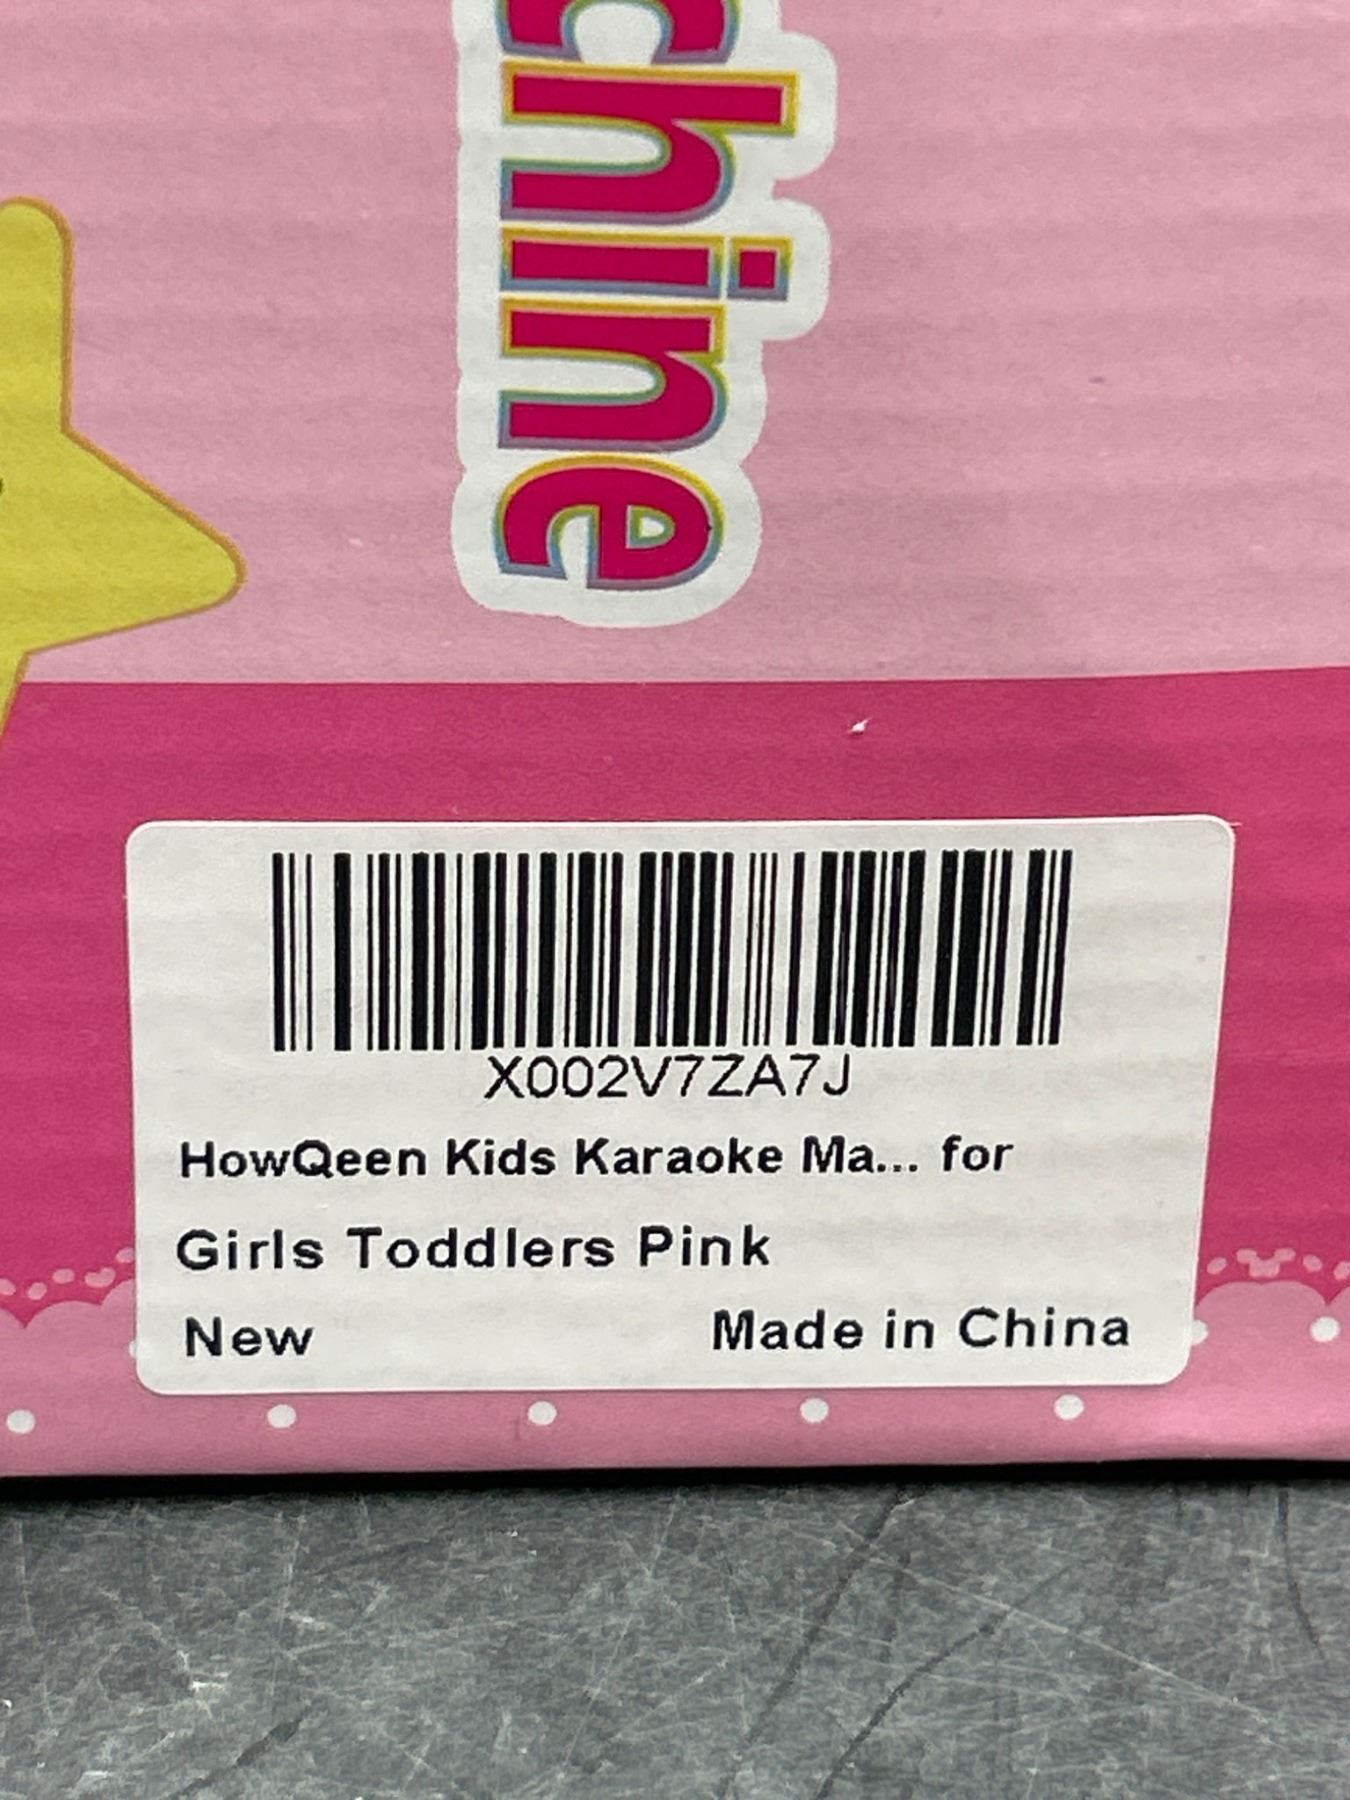 chine
X002V7ZA7J
HowQeen Kids Karaoke Ma... for
Girls Toddlers Pink
New Made in China